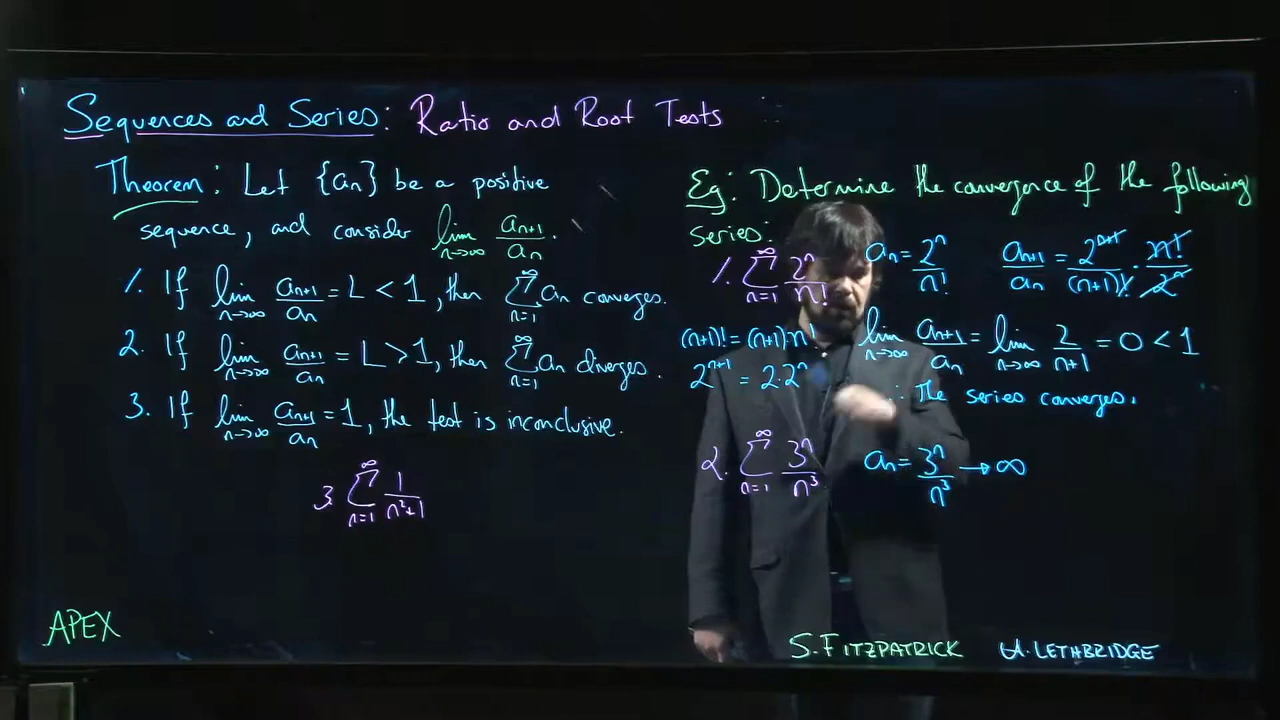 Sequences and Series: Ratio and Root Tests
Theorem: Let {aₙ} be a positive
sequence, and consider lim n→∞ aₙ₊₁/aₙ.
1. If lim n→∞ aₙ₊₁/aₙ = L < 1, then ∑ n=1 ∞ aₙ converges.
2. If lim n→∞ aₙ₊₁/aₙ = L > 1, then ∑ n=1 ∞ aₙ diverges.
3. If lim n→∞ aₙ₊₁/aₙ = 1, the test is inconclusive.
3. ∑ n=1 ∞ 1/(n²+1)
Eg: Determine the convergence of the following
series:
1. ∑ n=1 ∞ 2ⁿ/n! aₙ = 2ⁿ/n! aₙ₊₁/aₙ = 2ⁿ⁺¹/(n+1)! · n!/2ⁿ
(n+1)! = (n+1)n! lim n→∞ aₙ₊₁/aₙ = lim n→∞ 2/(n+1) = 0 < 1
2ⁿ⁺¹ = 2·2ⁿ ∴ The series converges.
2. ∑ n=1 ∞ 3ⁿ/n³ aₙ = 3ⁿ/n³ → ∞
APEX
S. FITZPATRICK U. LETHBRIDGE